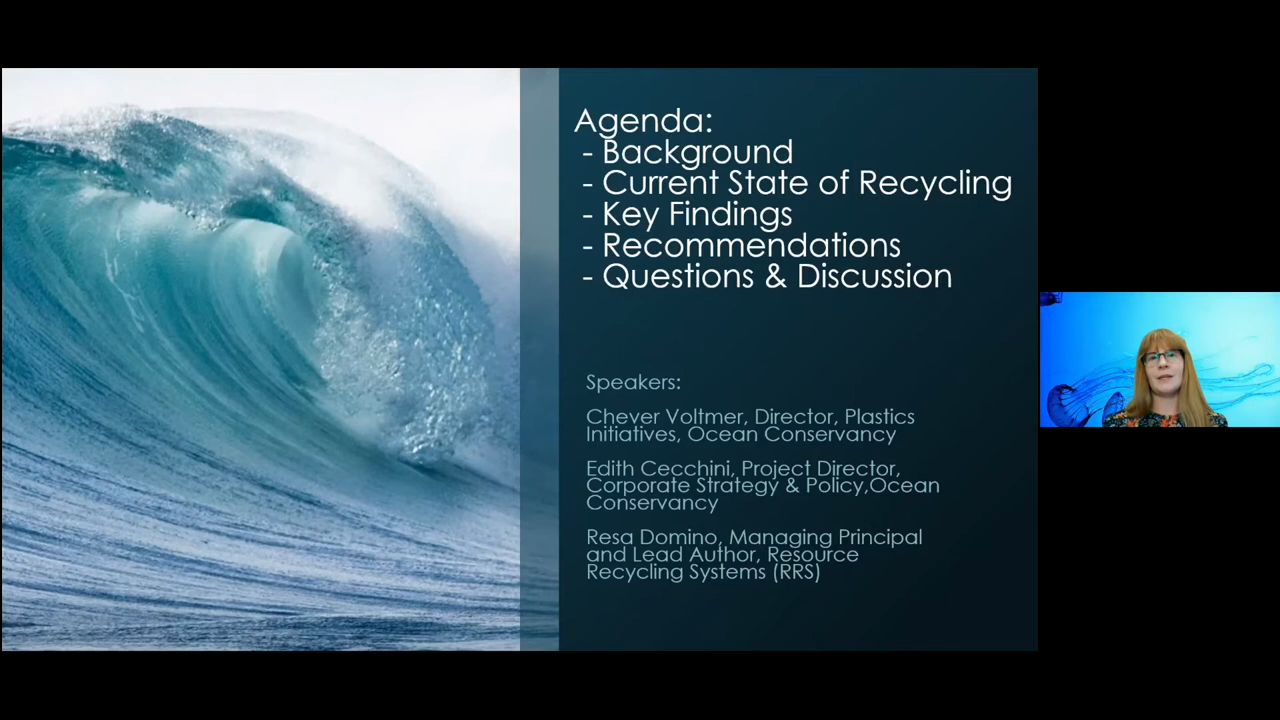 Agenda:
- Background
- Current State of Recycling
- Key Findings
- Recommendations
- Questions & Discussion
Speakers:
Chever Voltmer, Director, Plastics
Initiatives, Ocean Conservancy
Edith Cecchini, Project Director,
Corporate Strategy & Policy,Ocean
Conservancy
Resa Domino, Managing Principal
and Lead Author, Resource
Recycling Systems (RRS)